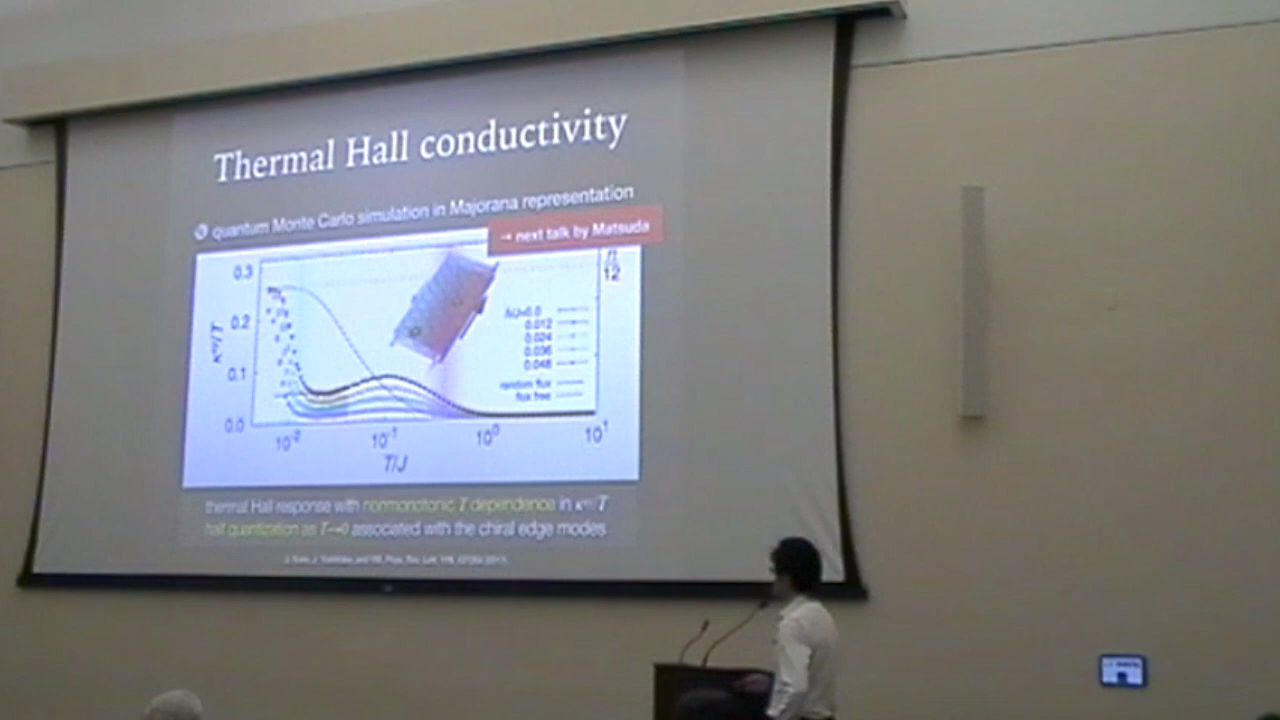 Thermal Hall conductivity
quantum Monte Carlo simulation in Majorana representation
→ next talk by Matsuda
0.3
0.2
0.1
0.0
π
12
0.012
0.024
0.036
0.048
random flux
flux free
10⁻²
10⁻¹
10⁰
10¹
T/J
thermal Hall response with nonmonotonic T dependence in
half quantization as T→0 associated with the chiral edge modes